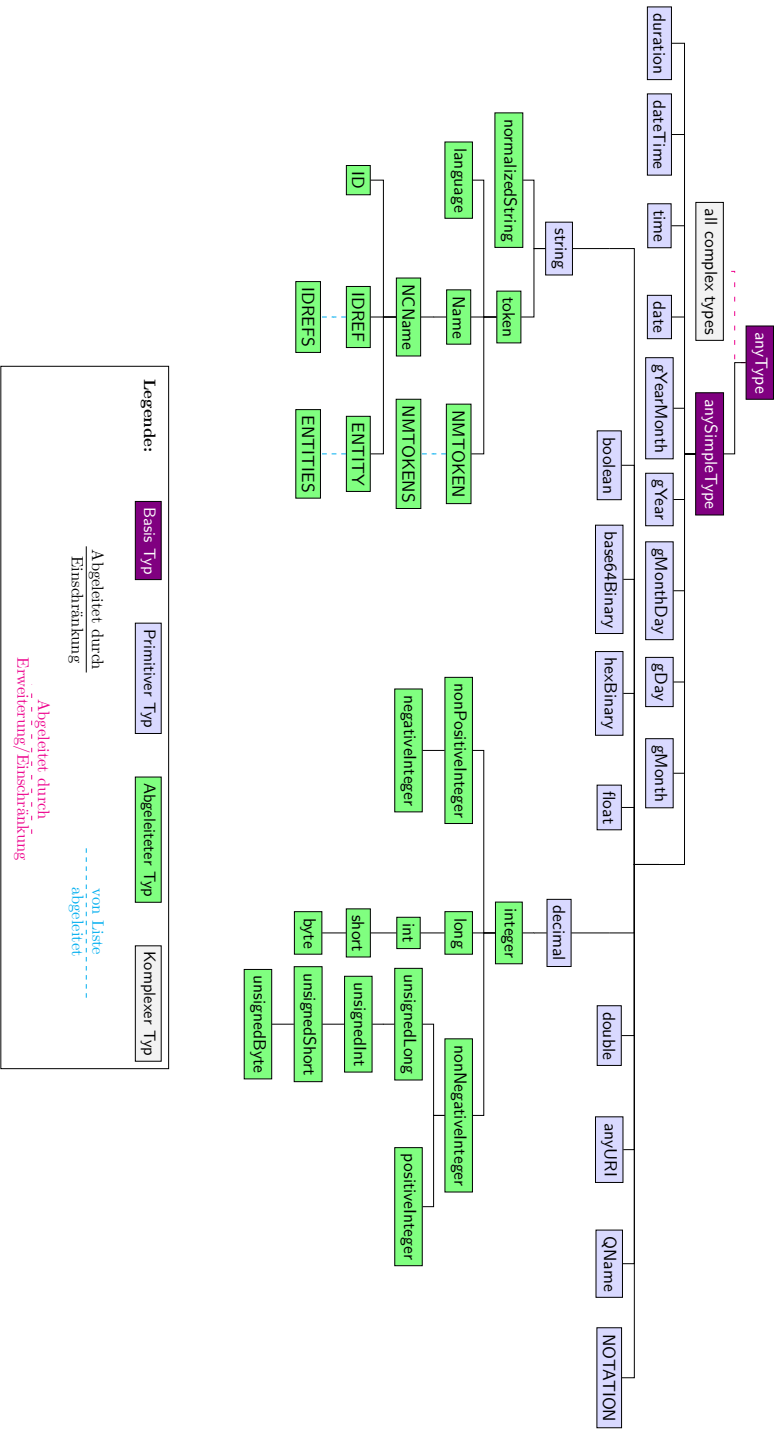 anyType
all complex types
anySimpleType
duration
dateTime
time
date
gYearMonth
gYear
gMonthDay
gDay
gMonth
boolean
base64Binary
hexBinary
float
double
anyURI
QName
NOTATION
string
decimal
normalizedString
token
integer
language
Name
NMTOKEN
nonPositiveInteger
long
nonNegativeInteger
NCName
NMTOKENS
negativeInteger
int
unsignedLong
positiveInteger
ID
IDREF
ENTITY
short
unsignedInt
IDREFS
ENTITIES
byte
unsignedShort
unsignedByte
Legende:
Basis Typ
Primitiver Typ
Abgeleiteter Typ
Komplexer Typ
Abgeleitet durch
Einschränkung
von Liste
abgeleitet
Abgeleitet durch
Erweiterung/Einschränkung